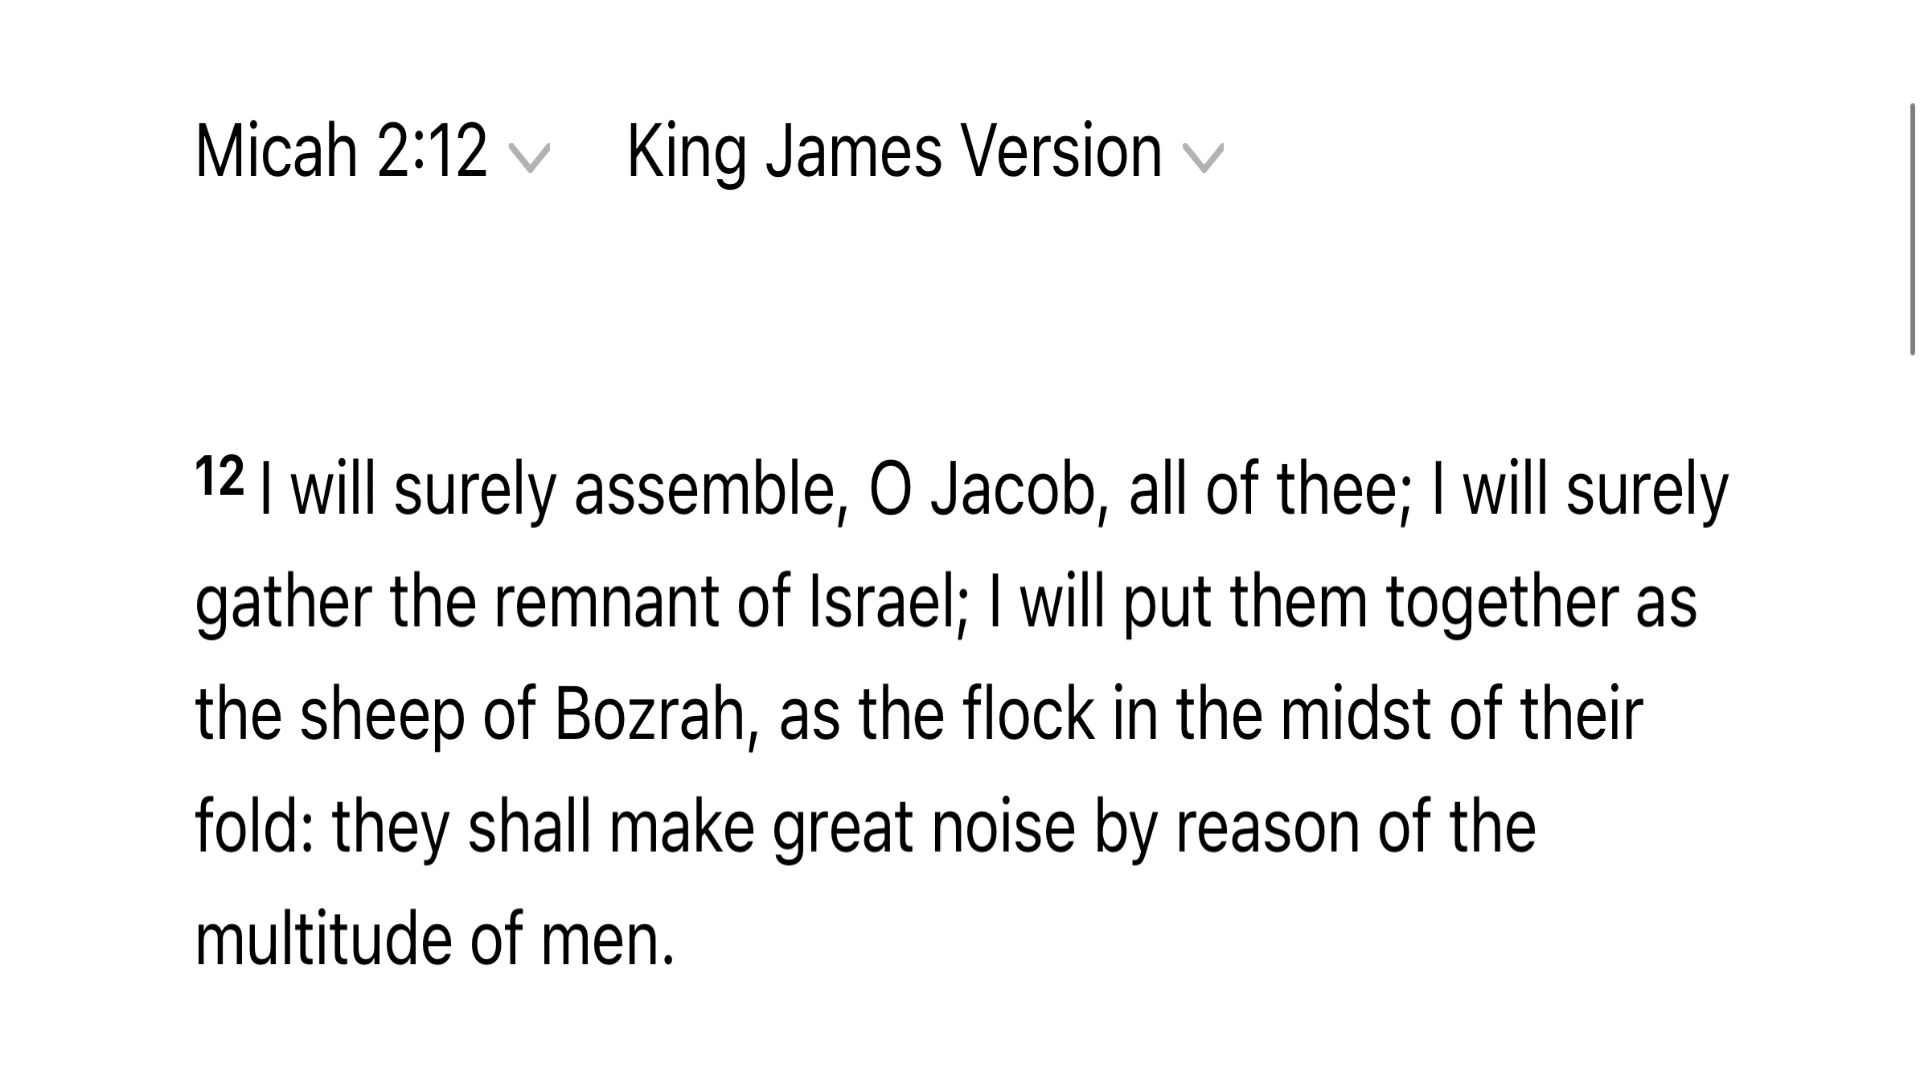 Micah 2:12 King James Version
12 I will surely assemble, O Jacob, all of thee; I will surely
gather the remnant of Israel; I will put them together as
the sheep of Bozrah, as the flock in the midst of their
fold: they shall make great noise by reason of the
multitude of men.